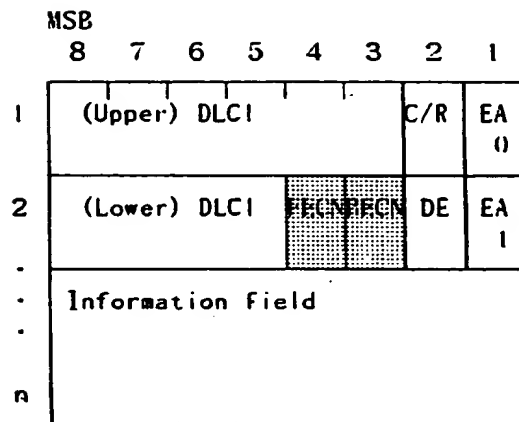 MSB
8 7 6 5 4 3 2 1
1 (Upper) DLCI C/R EA
0
2 (Lower) DLCI FECN BECN DE EA
1
Information Field
n